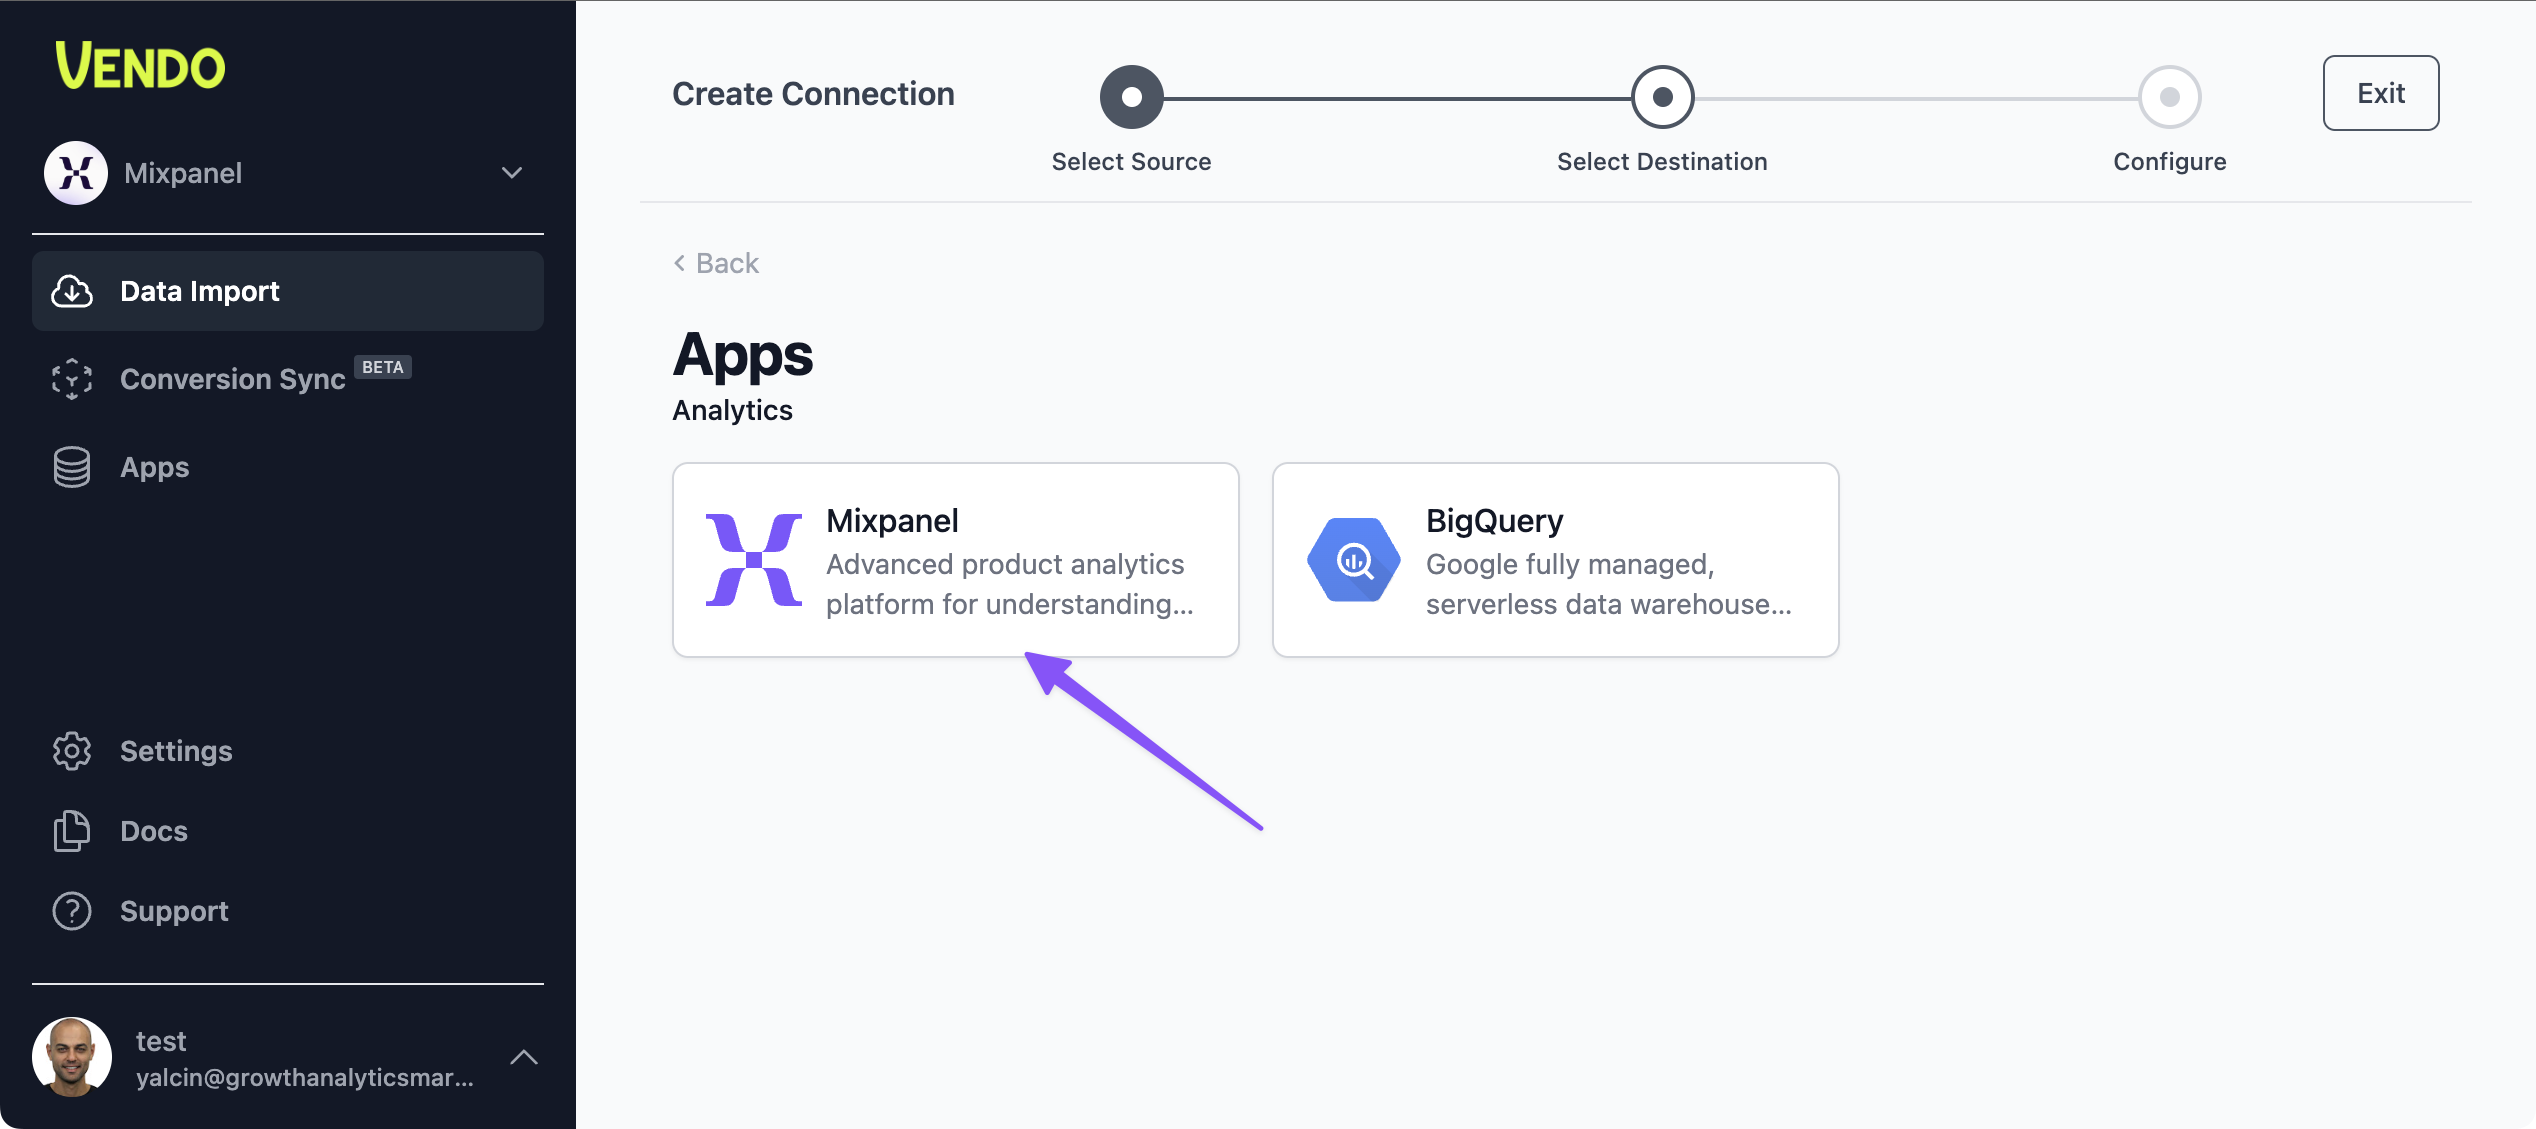 VENDO
Mixpanel
Data Import
Conversion Sync BETA
Apps
Settings
Docs
Support
test
yalcin@growthanalyticsmar...
Create Connection
Select Source
Select Destination
Configure
Exit
Back
Apps
Analytics
Mixpanel
Advanced product analytics
platform for understanding...
BigQuery
Google fully managed,
serverless data warehouse...